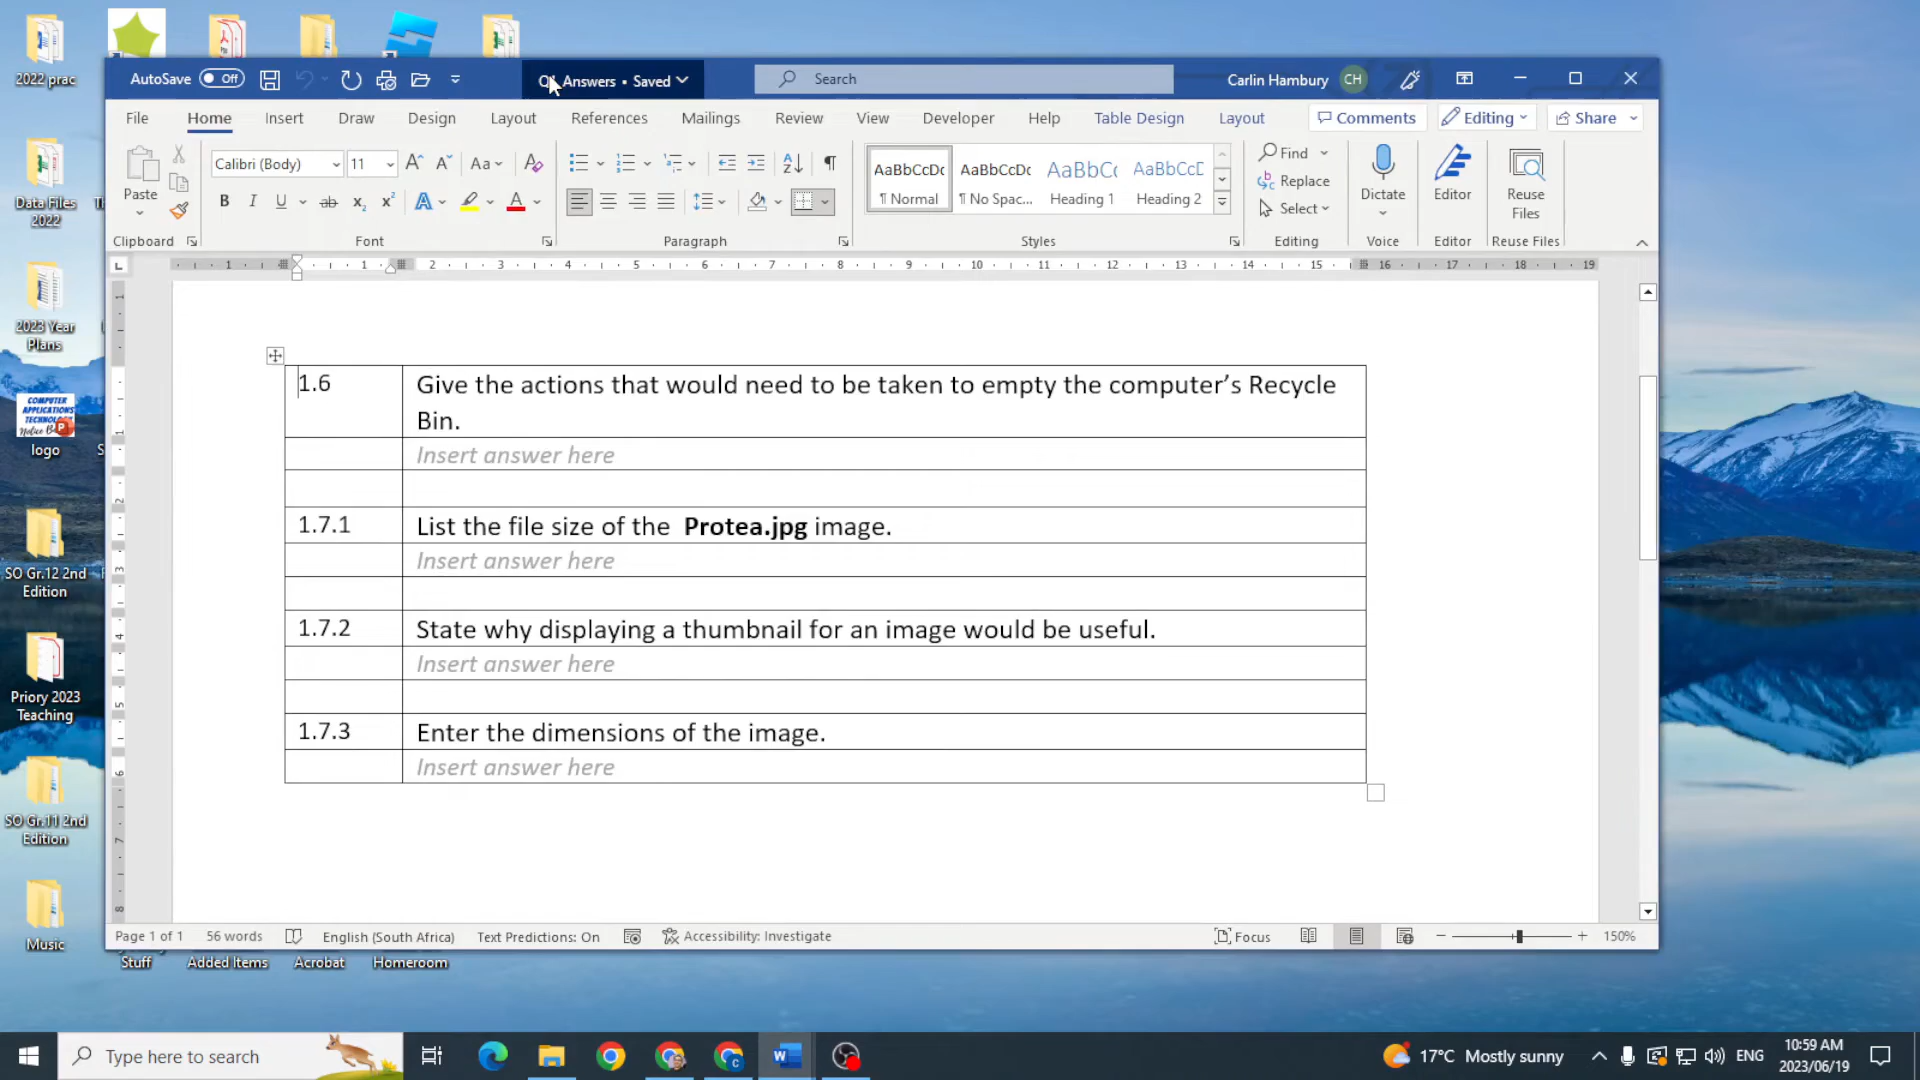 AutoSave Off
Answers • Saved
Search
Carlin Hambury CH
File Home Insert Draw Design Layout References Mailings Review View Developer Help Table Design Layout Comments Editing Share
Paste
Calibri (Body) 11
Clipboard Font Paragraph Styles Editing Voice Editor Reuse Files
AaBbCcDc
¶ Normal
AaBbCcDc
¶ No Spac...
AaBbCc
Heading 1
AaBbCcD
Heading 2
Find
Replace
Select
Dictate
Editor
Reuse
Files
1.6 Give the actions that would need to be taken to empty the computer’s Recycle
Bin.
Insert answer here
1.7.1 List the file size of the Protea.jpg image.
Insert answer here
1.7.2 State why displaying a thumbnail for an image would be useful.
Insert answer here
1.7.3 Enter the dimensions of the image.
Insert answer here
Page 1 of 1 56 words English (South Africa) Text Predictions: On Accessibility: Investigate Focus 150%
2022 prac
Data Files
2022
2023 Year
Plans
COMPUTER
APPLICATIONS
TECHNOLOGY
Notice
logo
SO Gr.12 2nd
Edition
Priory 2023
Teaching
SO Gr.11 2nd
Edition
Music
Stuff
Added Items
Acrobat
Homeroom
Type here to search
17°C Mostly sunny
ENG
10:59 AM
2023/06/19